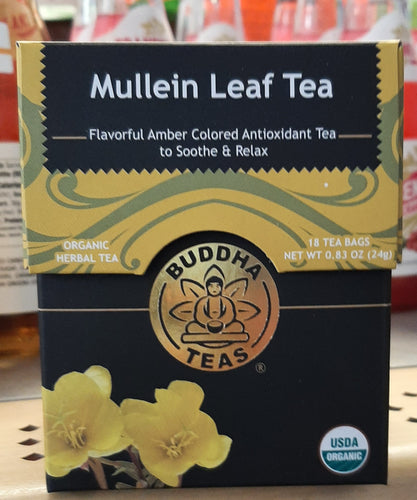 Mullein Leaf Tea
Flavorful Amber Colored Antioxidant Tea
to Soothe & Relax
ORGANIC
HERBAL TEA
18 TEA BAGS
NET WT 0.83 OZ (24g)
BUDDHA
TEAS
®
USDA
ORGANIC